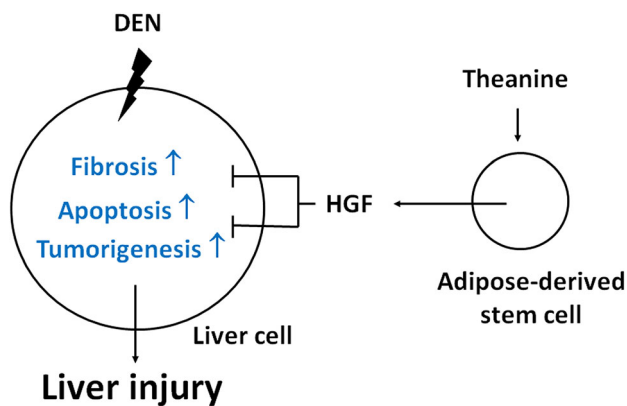 DEN
Theanine
Fibrosis ↑
Apoptosis ↑
Tumorigenesis ↑
HGF
Adipose-derived
stem cell
Liver cell
Liver injury